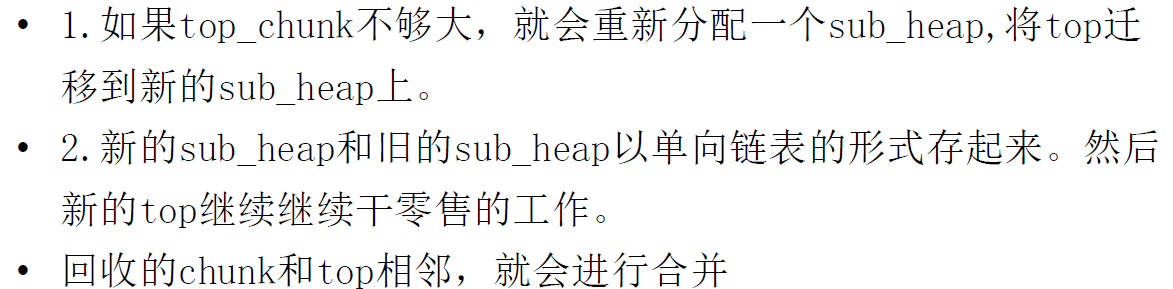 • 1.如果top_chunk不够大，就会重新分配一个sub_heap,将top迁
移到新的sub_heap上。
• 2.新的sub_heap和旧的sub_heap以单向链表的形式存起来。然后
新的top继续继续干零售的工作。
• 回收的chunk和top相邻，就会进行合并